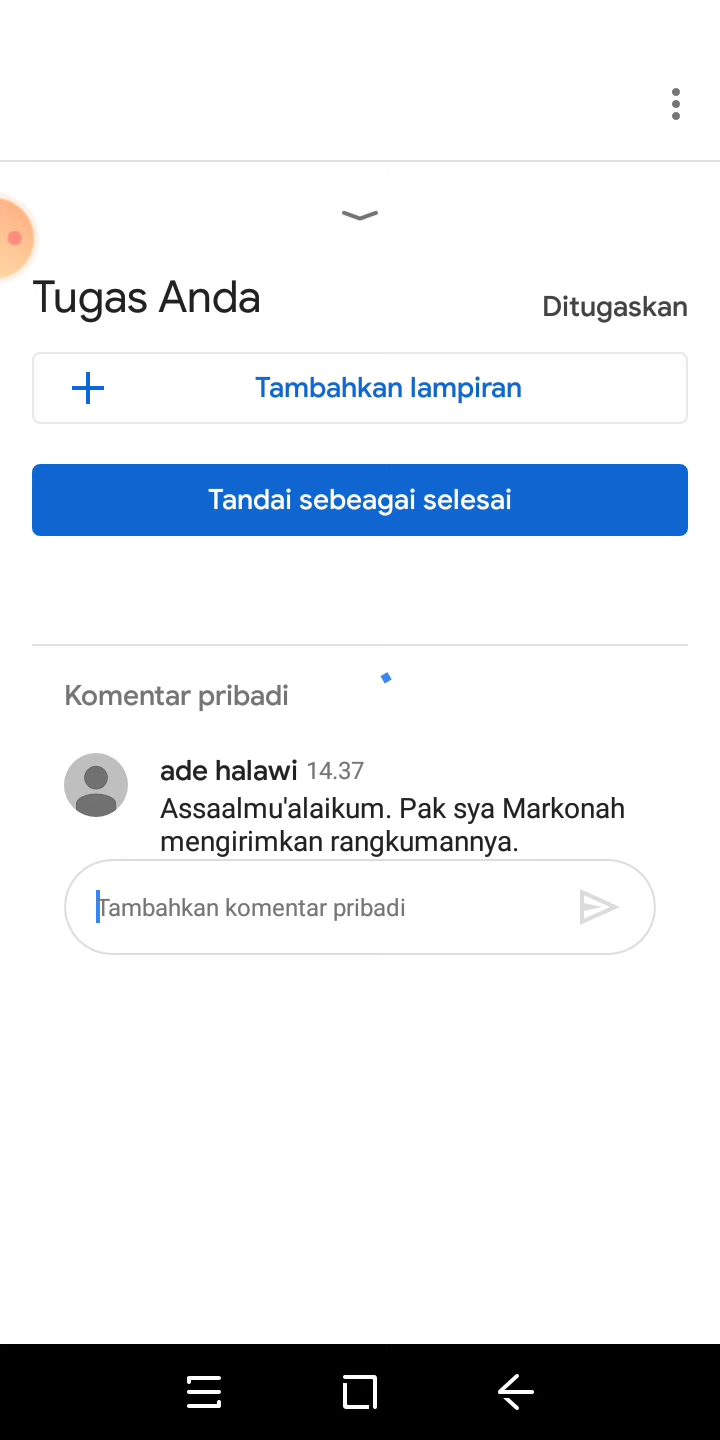 Tugas Anda
Ditugaskan
Tambahkan lampiran
Tandai sebeagai selesai
Komentar pribadi
ade halawi 14.37
Assaalmu'alaikum. Pak sya Markonah
mengirimkan rangkumannya.
Tambahkan komentar pribadi